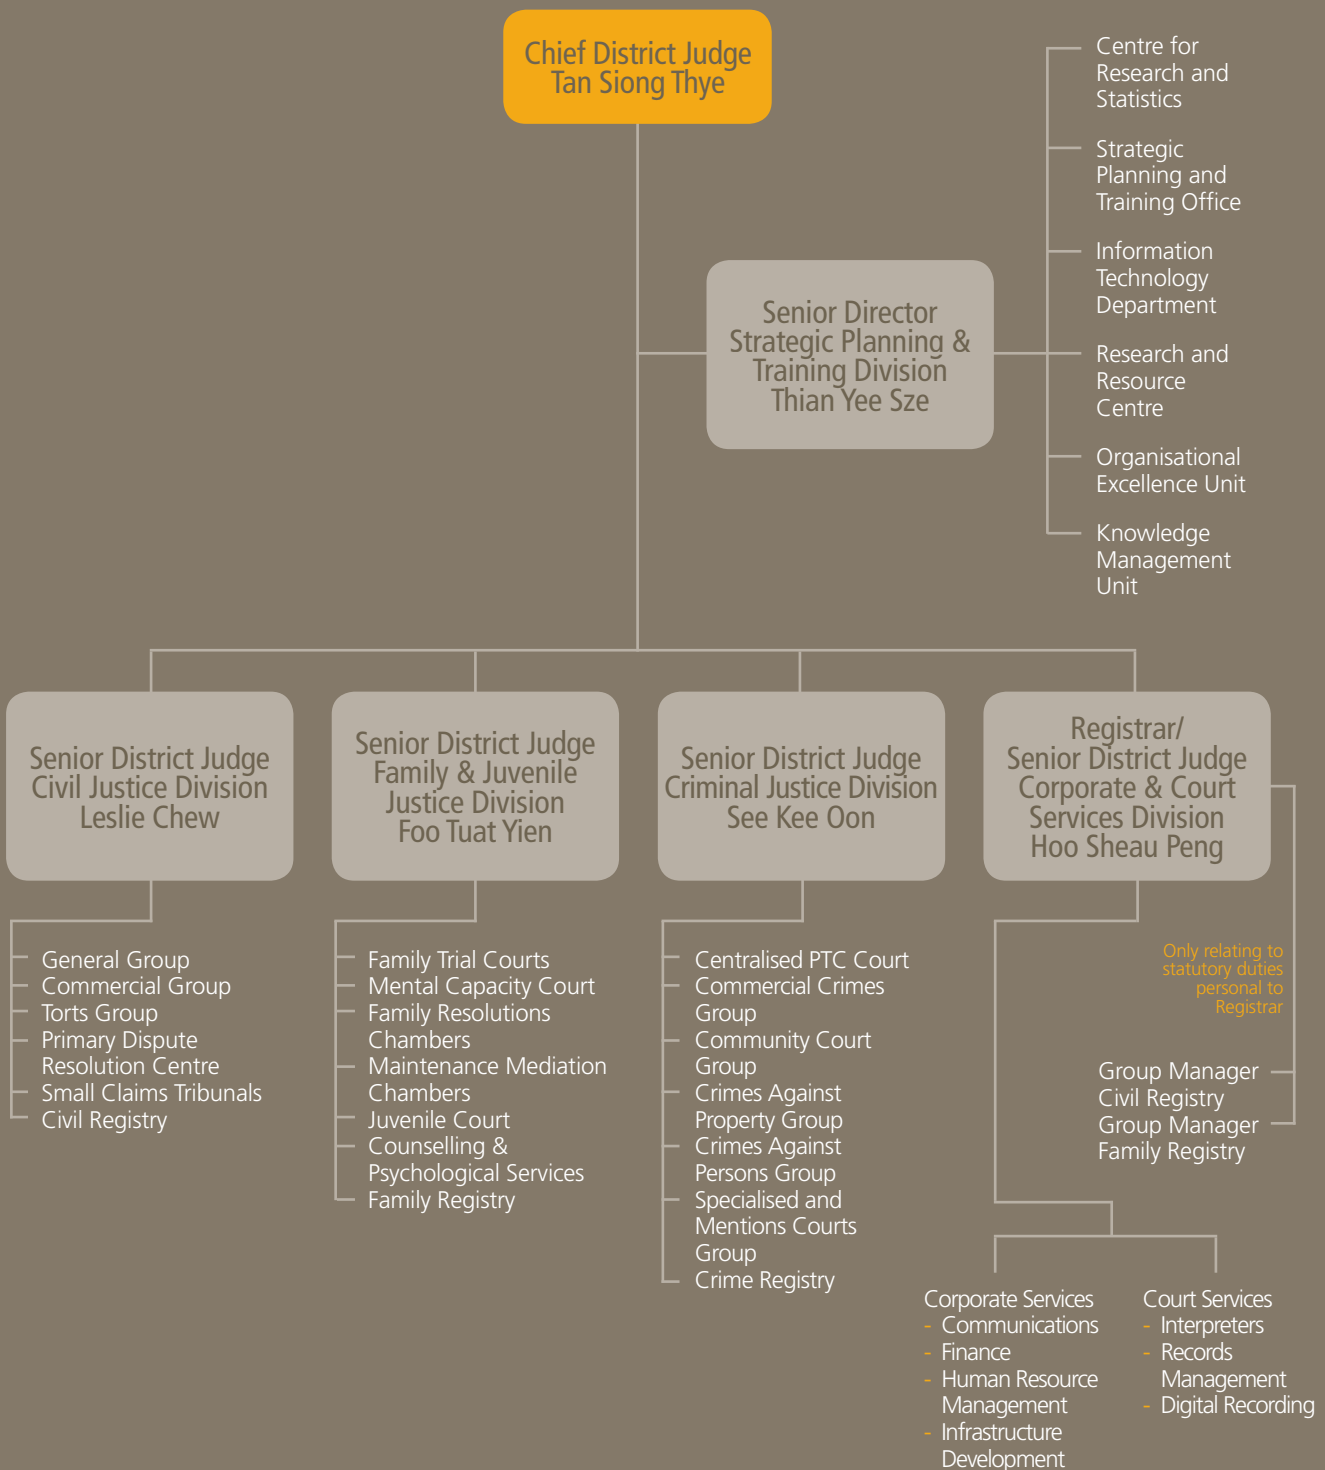 Chief District Judge
Tan Siong Thye
Centre for
Research and
Statistics
Strategic
Planning and
Training Office
Information
Technology
Department
Research and
Resource
Centre
Organisational
Excellence Unit
Knowledge
Management
Unit
Senior Director
Strategic Planning &
Training Division
Thian Yee Sze
Senior District Judge
Civil Justice Division
Leslie Chew
Senior District Judge
Family & Juvenile
Justice Division
Foo Tuat Yien
Senior District Judge
Criminal Justice Division
See Kee Oon
Registrar/
Senior District Judge
Corporate & Court
Services Division
Hoo Sheau Peng
General Group
Commercial Group
Torts Group
Primary Dispute
Resolution Centre
Small Claims Tribunals
Civil Registry
Family Trial Courts
Mental Capacity Court
Family Resolutions
Chambers
Maintenance Mediation
Chambers
Juvenile Court
Counselling &
Psychological Services
Family Registry
Centralised PTC Court
Commercial Crimes
Group
Community Court
Group
Crimes Against
Property Group
Crimes Against
Persons Group
Specialised and
Mentions Courts
Group
Crime Registry
Only relating to
statutory duties
personal to
Registrar
Group Manager
Civil Registry
Group Manager
Family Registry
Corporate Services
- Communications
- Finance
- Human Resource
Management
- Infrastructure
Development
Court Services
- Interpreters
- Records
Management
- Digital Recording